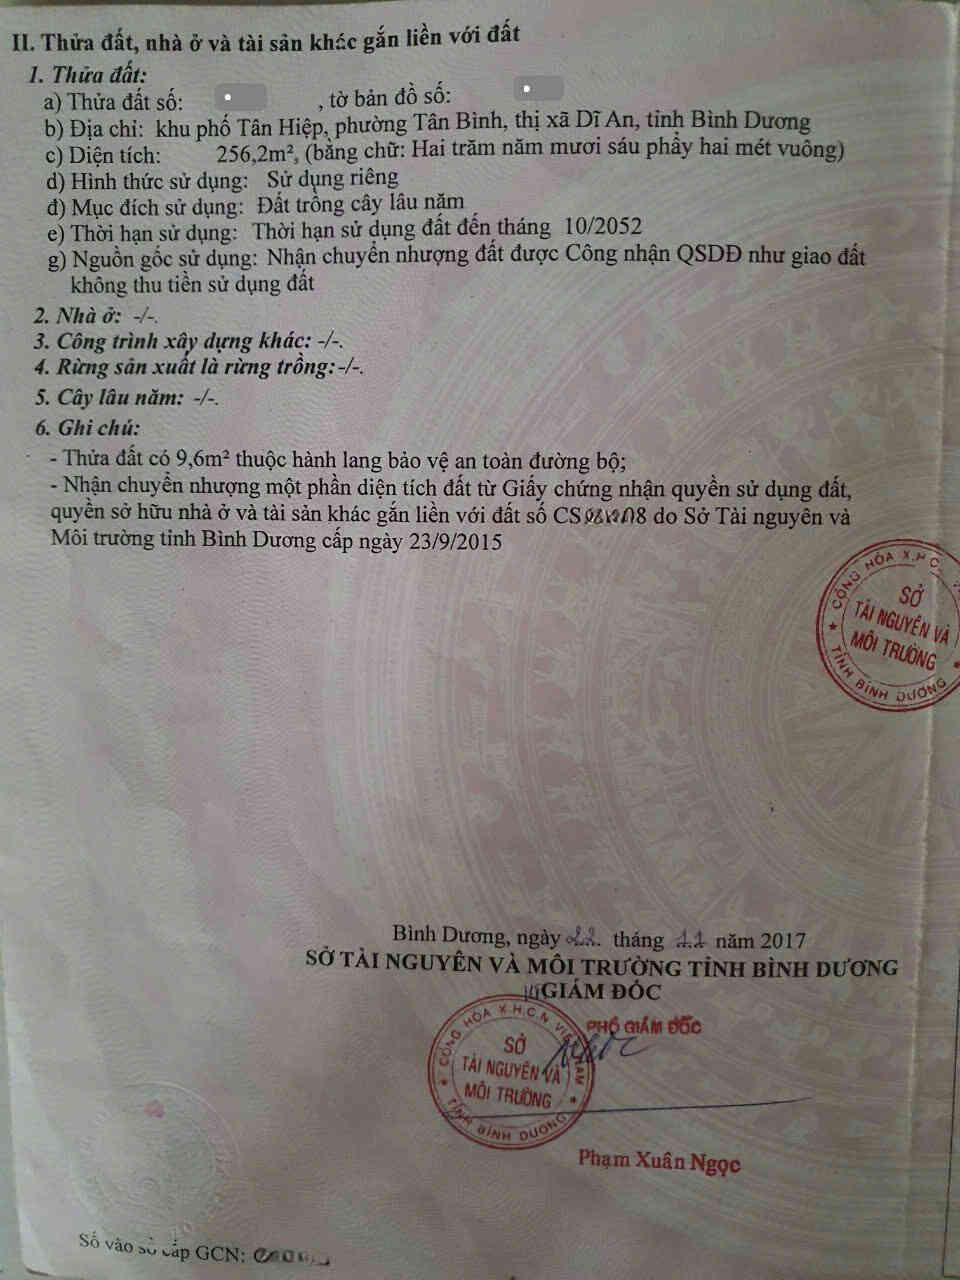 II. Thửa đất, nhà ở và tài sản khác gắn liền với đất
1. Thửa đất:
a) Thửa đất số: , tờ bản đồ số:
b) Địa chỉ: khu phố Tân Hiệp, phường Tân Bình, thị xã Dĩ An, tỉnh Bình Dương
c) Diện tích: 256,2m², (bằng chữ: Hai trăm năm mươi sáu phẩy hai mét vuông)
d) Hình thức sử dụng: Sử dụng riêng
đ) Mục đích sử dụng: Đất trồng cây lâu năm
e) Thời hạn sử dụng: Thời hạn sử dụng đất đến tháng 10/2052
g) Nguồn gốc sử dụng: Nhận chuyển nhượng đất được Công nhận QSDĐ như giao đất
không thu tiền sử dụng đất
2. Nhà ở: -/-.
3. Công trình xây dựng khác: -/-.
4. Rừng sản xuất là rừng trồng:-/-.
5. Cây lâu năm: -/-.
6. Ghi chú:
- Thửa đất có 9,6m² thuộc hành lang bảo vệ an toàn đường bộ;
- Nhận chuyển nhượng một phần diện tích đất từ Giấy chứng nhận quyền sử dụng đất,
quyền sở hữu nhà ở và tài sản khác gắn liền với đất số do Sở Tài nguyên và
Môi trường tỉnh Bình Dương cấp ngày 23/9/2015
CỘNG HÒA X.H.C.
SỞ
TÀI NGUYÊN VÀ
MÔI TRƯỜNG
TỈNH BÌNH DƯƠNG
Bình Dương, ngày 22. tháng 11 năm 2017
SỞ TÀI NGUYÊN VÀ MÔI TRƯỜNG TỈNH BÌNH DƯƠNG
GIÁM ĐỐC
PHÓ GIÁM ĐỐC
CỘNG HÒA X.H.C.N VIỆT NAM
SỞ
TÀI NGUYÊN VÀ
MÔI TRƯỜNG
TỈNH BÌNH DƯƠNG
Phạm Xuân Ngọc
Số vào sổ cấp GCN: